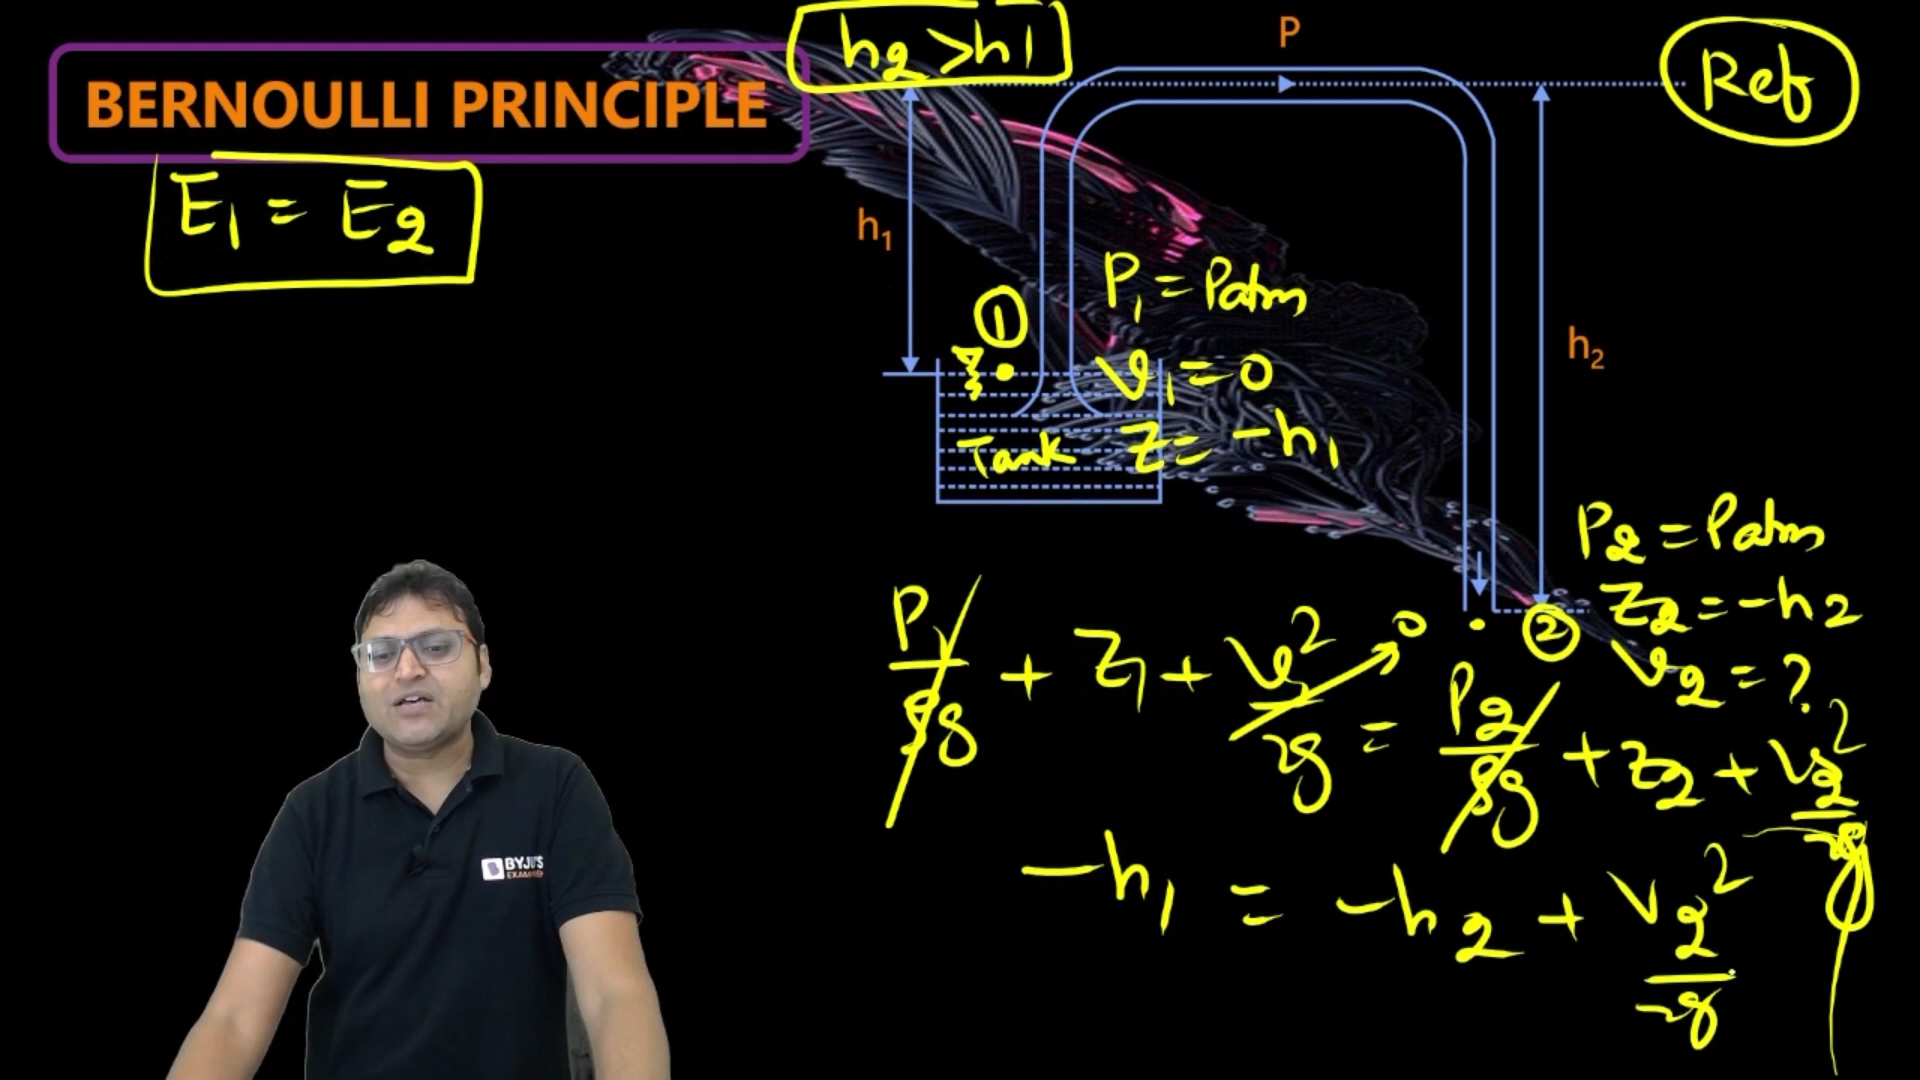 h2 > h1
P
Ref
BERNOULLI PRINCIPLE
E1 = E2
h₁
P1 = Patm
①
V1 = 0
h₂
Tank
Z = -h1
P2 = Patm
Z2 = -h2
②
V2 = ?
P1/ρg + Z1 + V1²/2g → 0 = P2/ρg + Z2 + V2²/2g
-h1 = -h2 + V2²/2g
BYJU'S